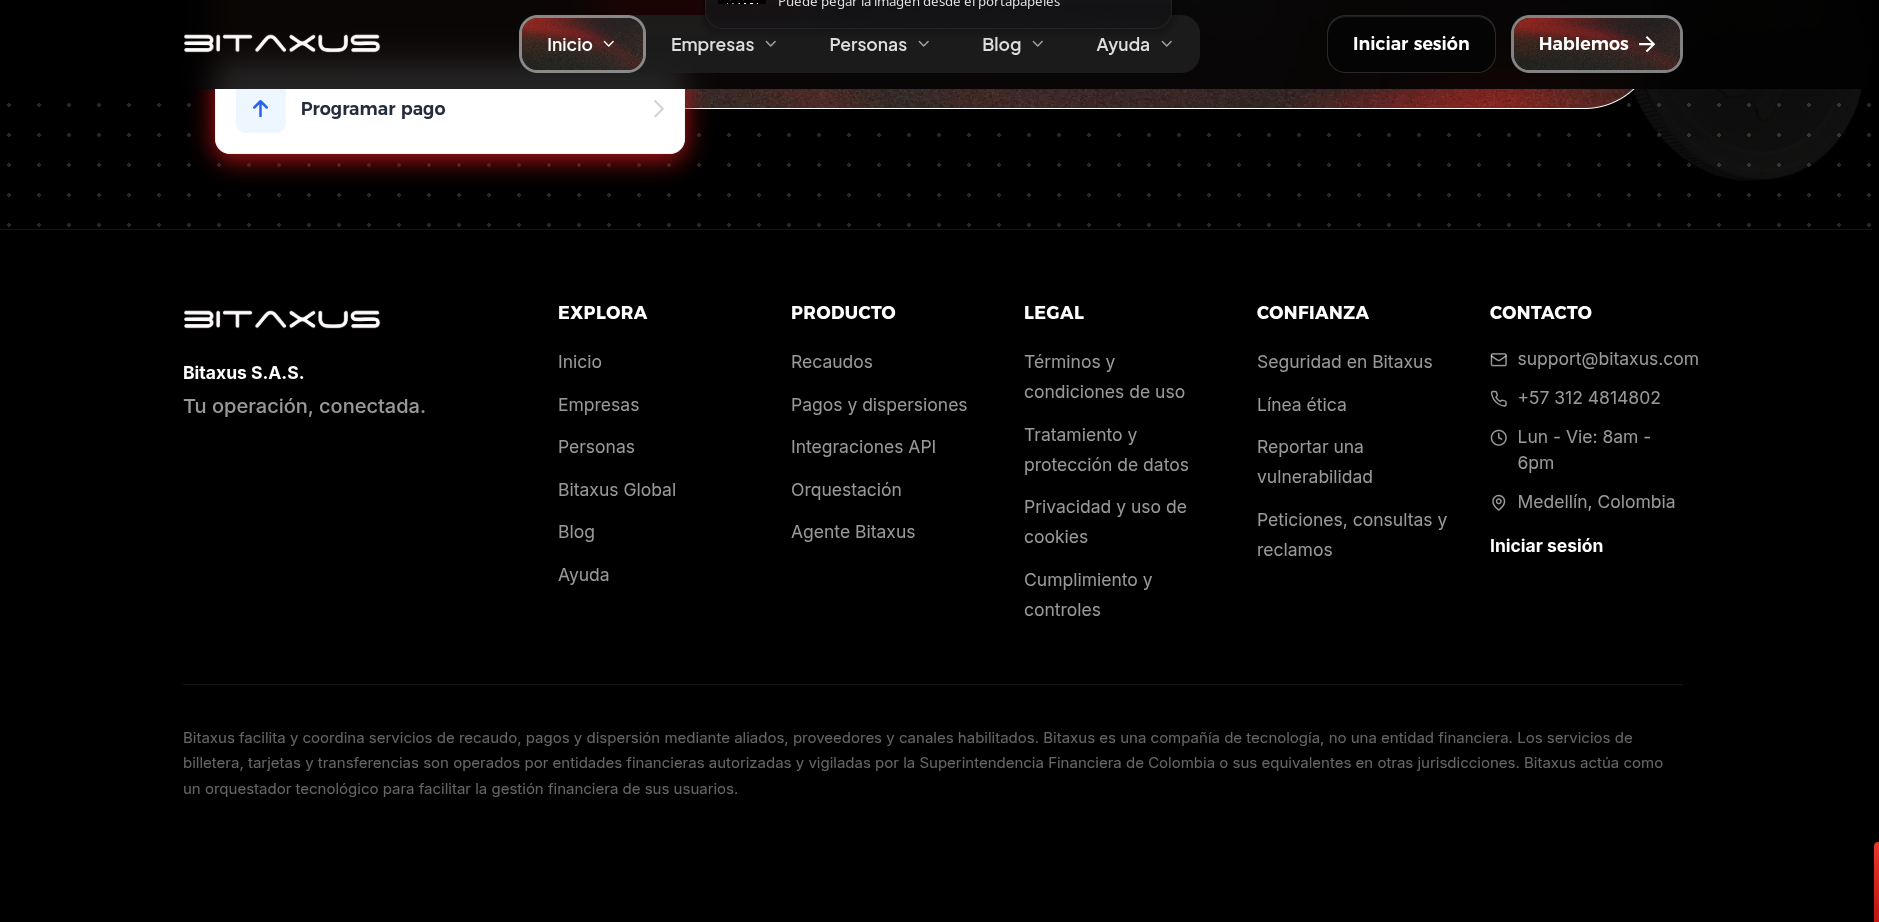 Puede pegar la imagen desde el portapapeles
BITAXUS
Inicio
Empresas
Personas
Blog
Ayuda
Iniciar sesión
Hablemos
Programar pago
BITAXUS
Bitaxus S.A.S.
Tu operación, conectada.
EXPLORA
Inicio
Empresas
Personas
Bitaxus Global
Blog
Ayuda
PRODUCTO
Recaudos
Pagos y dispersiones
Integraciones API
Orquestación
Agente Bitaxus
LEGAL
Términos y
condiciones de uso
Tratamiento y
protección de datos
Privacidad y uso de
cookies
Cumplimiento y
controles
CONFIANZA
Seguridad en Bitaxus
Línea ética
Reportar una
vulnerabilidad
Peticiones, consultas y
reclamos
CONTACTO
support@bitaxus.com
+57 312 4814802
Lun - Vie: 8am -
6pm
Medellín, Colombia
Iniciar sesión
Bitaxus facilita y coordina servicios de recaudo, pagos y dispersión mediante aliados, proveedores y canales habilitados. Bitaxus es una compañía de tecnología, no una entidad financiera. Los servicios de
billetera, tarjetas y transferencias son operados por entidades financieras autorizadas y vigiladas por la Superintendencia Financiera de Colombia o sus equivalentes en otras jurisdicciones. Bitaxus actúa como
un orquestador tecnológico para facilitar la gestión financiera de sus usuarios.